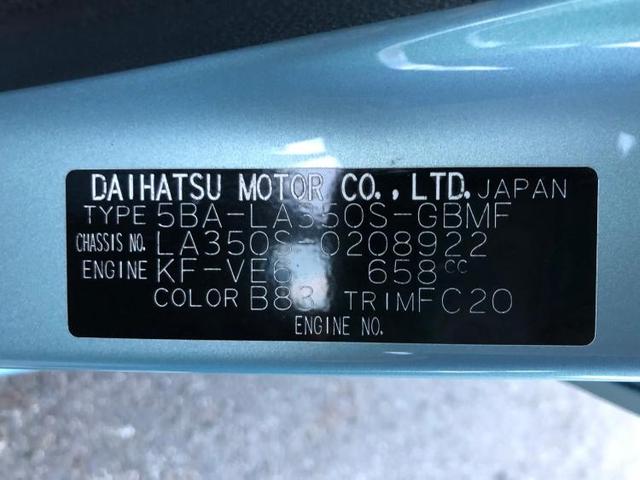 DAIHATSU MOTOR CO., LTD. JAPAN
TYPE 5BA-LA350S-GBMF
CHASSIS NO. LA350S-0208922
ENGINE KF-VE6 658cc
COLOR B83 TRIM FC20
ENGINE NO.